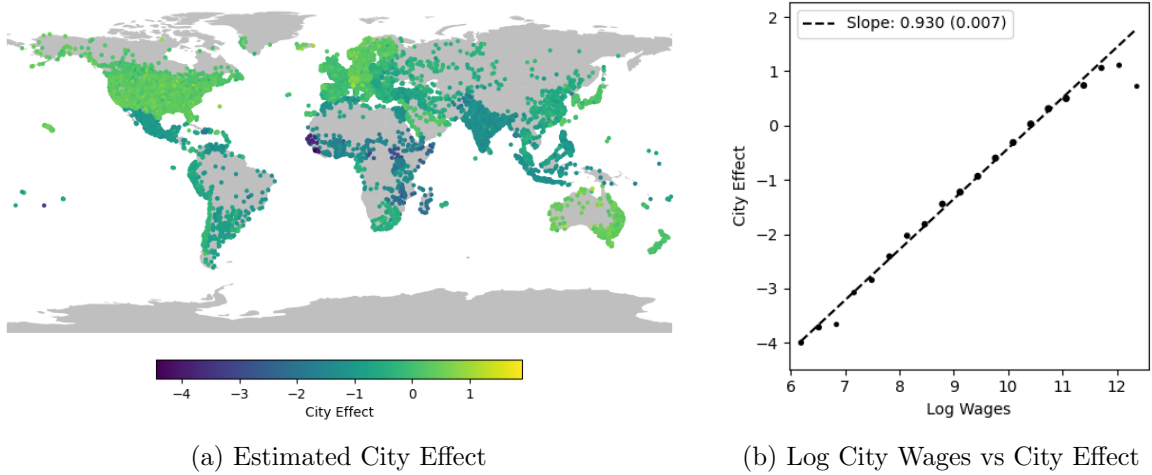 −4 −3 −2 −1 0 1
City Effect
(a) Estimated City Effect
Slope: 0.930 (0.007)
2
1
0
−1
−2
−3
−4
City Effect
6 7 8 9 10 11 12
Log Wages
(b) Log City Wages vs City Effect